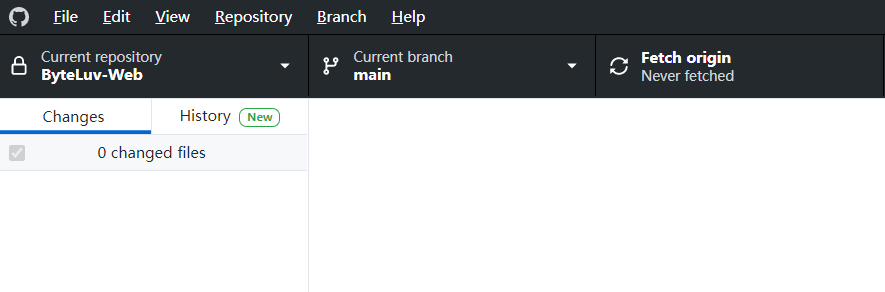 File Edit View Repository Branch Help
Current repository
ByteLuv-Web
Current branch
main
Fetch origin
Never fetched
Changes
History New
0 changed files